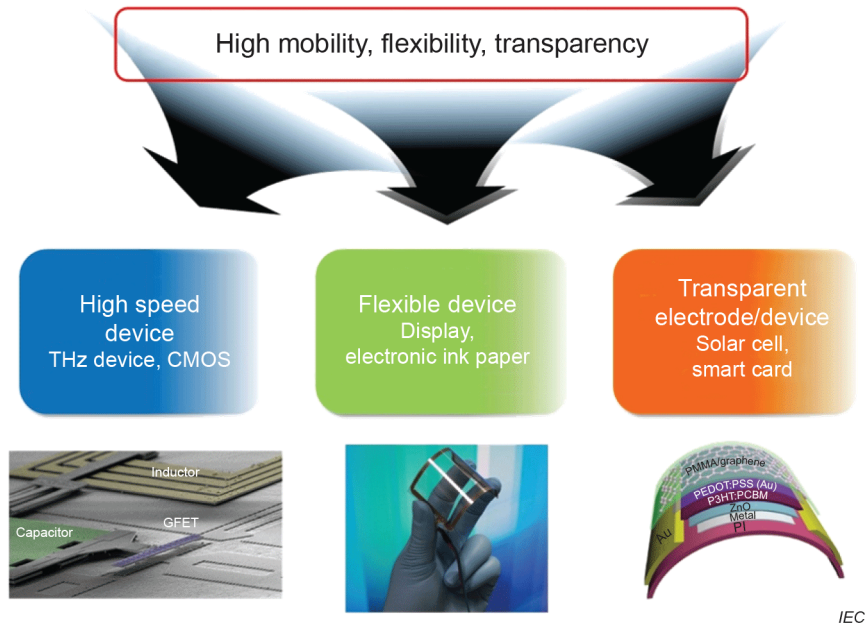 High mobility, flexibility, transparency
High speed
device
THz device, CMOS
Flexible device
Display,
electronic ink paper
Transparent
electrode/device
Solar cell,
smart card
Inductor
GFET
Capacitor
PMMA/graphene
PEDOT:PSS (Au)
P3HT:PCBM
ZnO
Metal
PI
Au
IEC